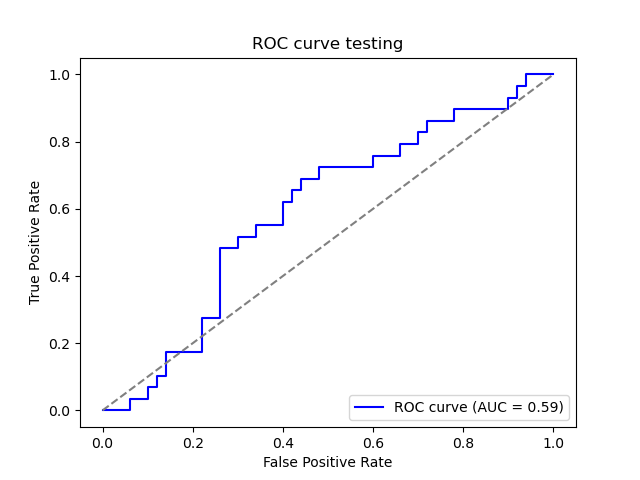 ROC curve testing
1.0
0.8
0.6
0.4
0.2
0.0
True Positive Rate
ROC curve (AUC = 0.59)
0.0 0.2 0.4 0.6 0.8 1.0
False Positive Rate